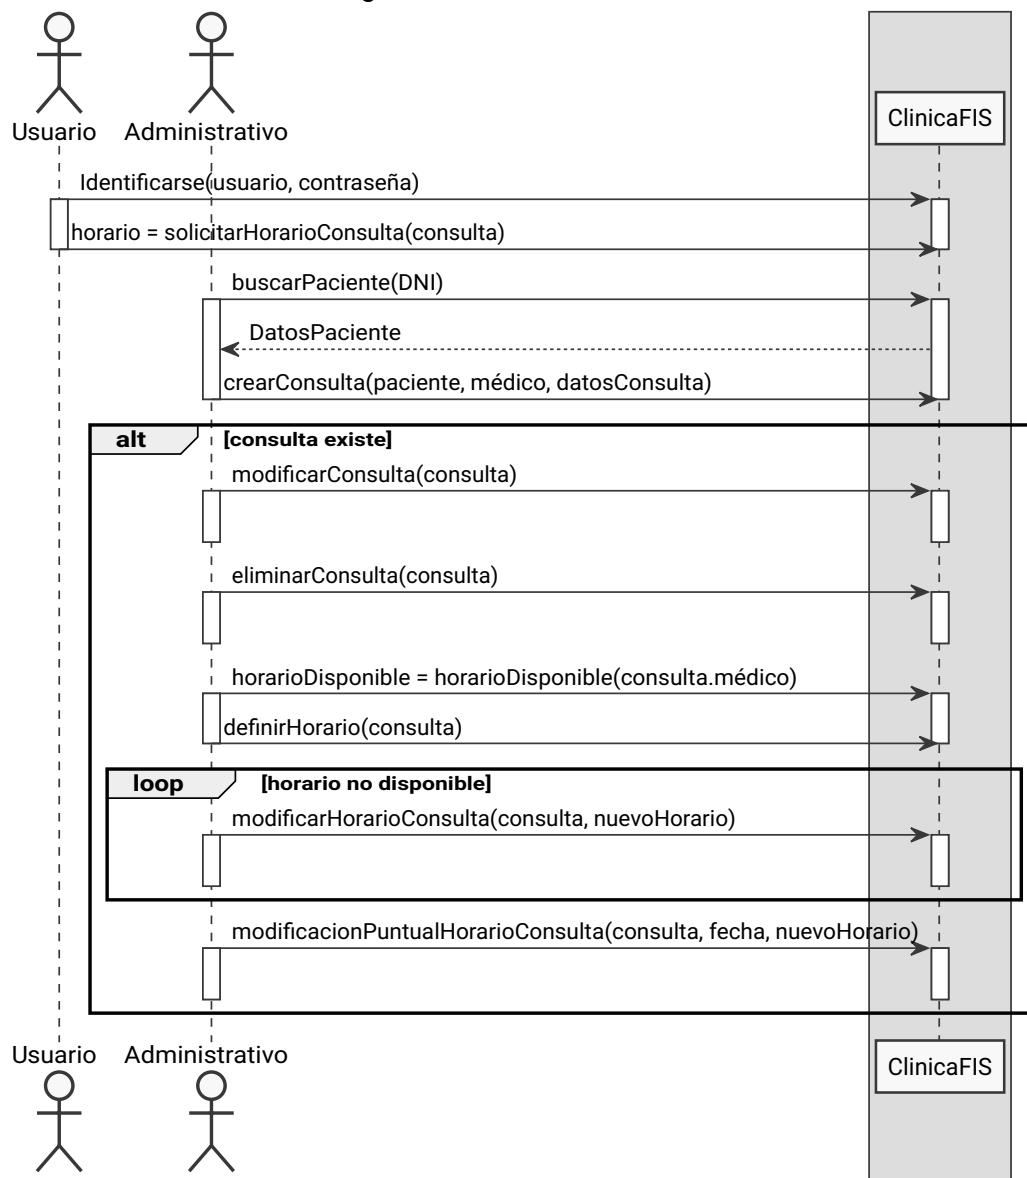 Usuario
Administrativo
ClinicaFIS
Identificarse(usuario, contraseña)
horario = solicitarHorarioConsulta(consulta)
buscarPaciente(DNI)
DatosPaciente
crearConsulta(paciente, médico, datosConsulta)
alt [consulta existe]
modificarConsulta(consulta)
eliminarConsulta(consulta)
horarioDisponible = horarioDisponible(consulta.médico)
definirHorario(consulta)
loop [horario no disponible]
modificarHorarioConsulta(consulta, nuevoHorario)
modificacionPuntualHorarioConsulta(consulta, fecha, nuevoHorario)
Usuario
Administrativo
ClinicaFIS